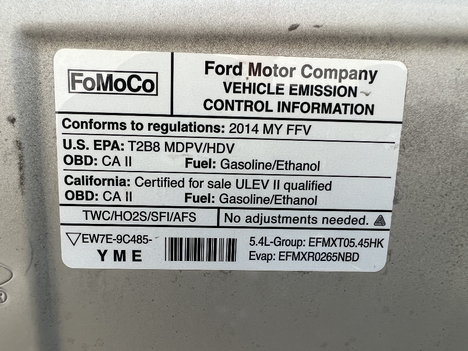 FoMoCo
Ford Motor Company
VEHICLE EMISSION
CONTROL INFORMATION
Conforms to regulations: 2014 MY FFV
U.S. EPA: T2B8 MDPV/HDV
OBD: CA II Fuel: Gasoline/Ethanol
California: Certified for sale ULEV II qualified
OBD: CA II Fuel: Gasoline/Ethanol
TWC/HO2S/SFI/AFS No adjustments needed.
EW7E-9C485-
YME
5.4L-Group: EFMXT05.45HK
Evap: EFMXR0265NBD